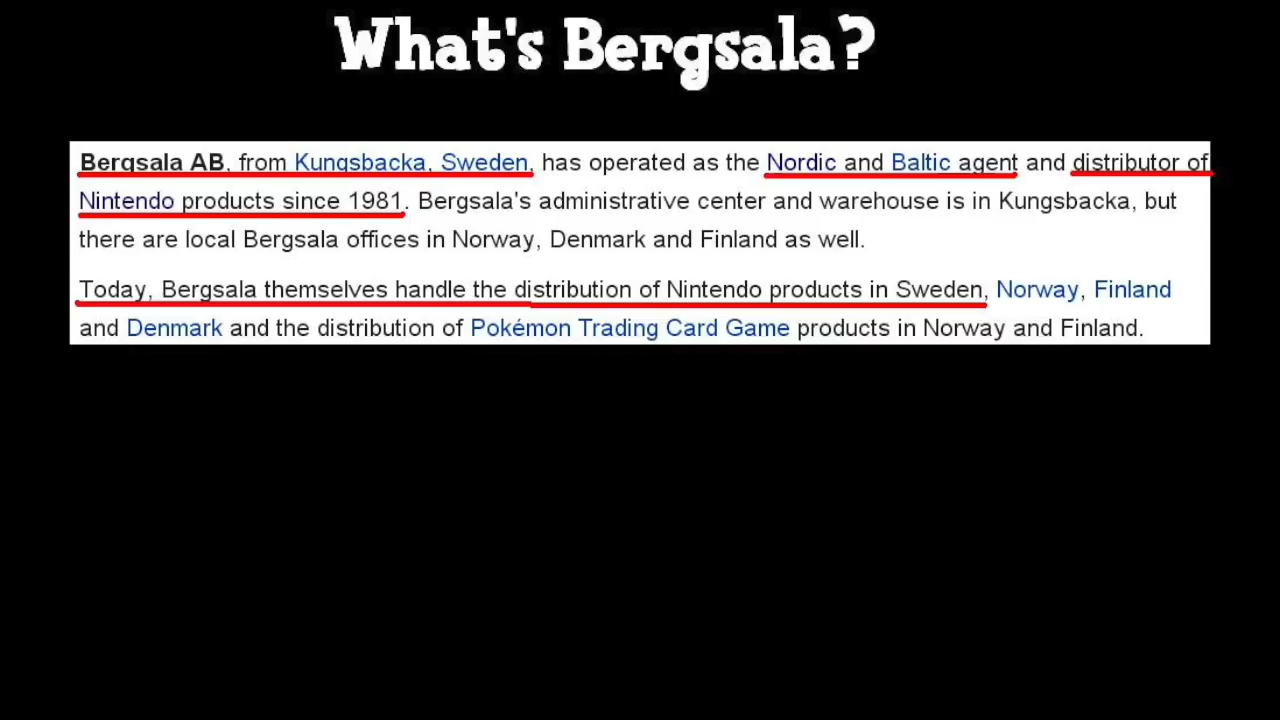 What's Bergsala?
Bergsala AB, from Kungsbacka, Sweden, has operated as the Nordic and Baltic agent and distributor of
Nintendo products since 1981. Bergsala's administrative center and warehouse is in Kungsbacka, but
there are local Bergsala offices in Norway, Denmark and Finland as well.
Today, Bergsala themselves handle the distribution of Nintendo products in Sweden, Norway, Finland
and Denmark and the distribution of Pokémon Trading Card Game products in Norway and Finland.